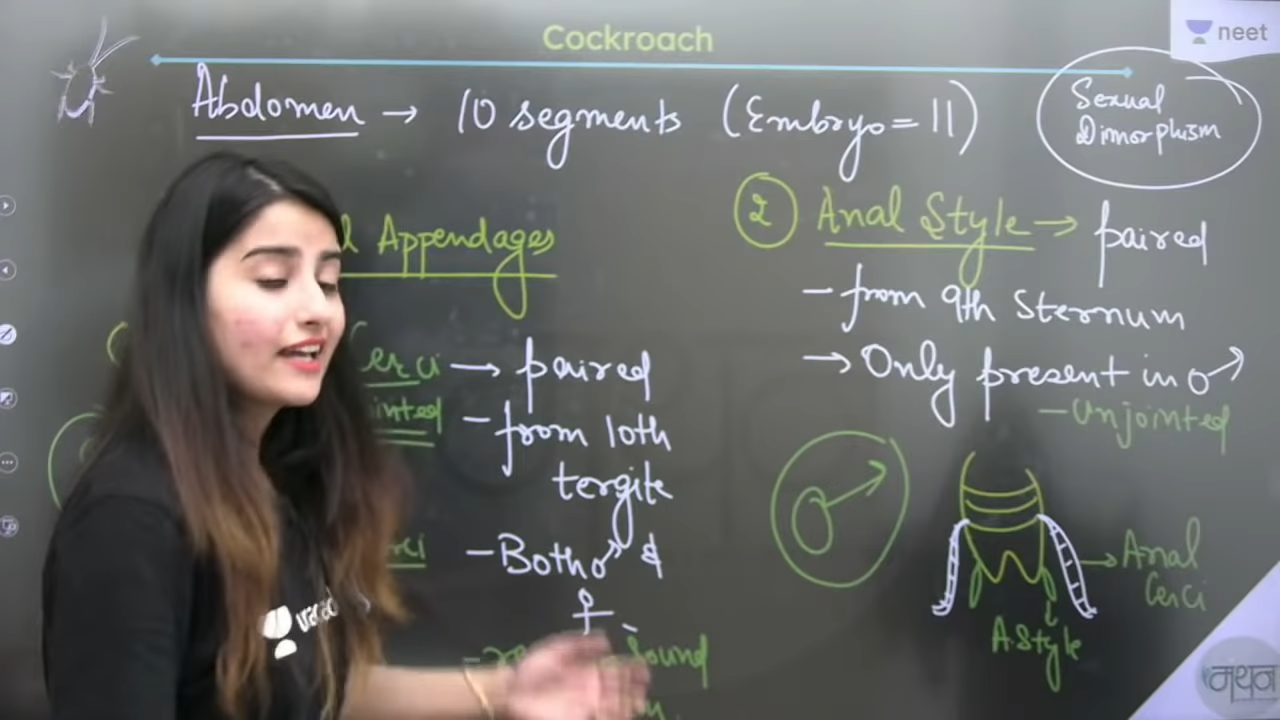 Cockroach
neet
Abdomen → 10 segments (Embryo = 11)
Sexual
Dimorphism
Appendages
Cerci → paired
- from 10th
tergite
- Both ♂ &
♀
Sound
② Anal Style → paired
- from 9th Sternum
→ Only present in ♂
- Unjointed
♂
→ Anal
Cerci
A.Style
मंथन